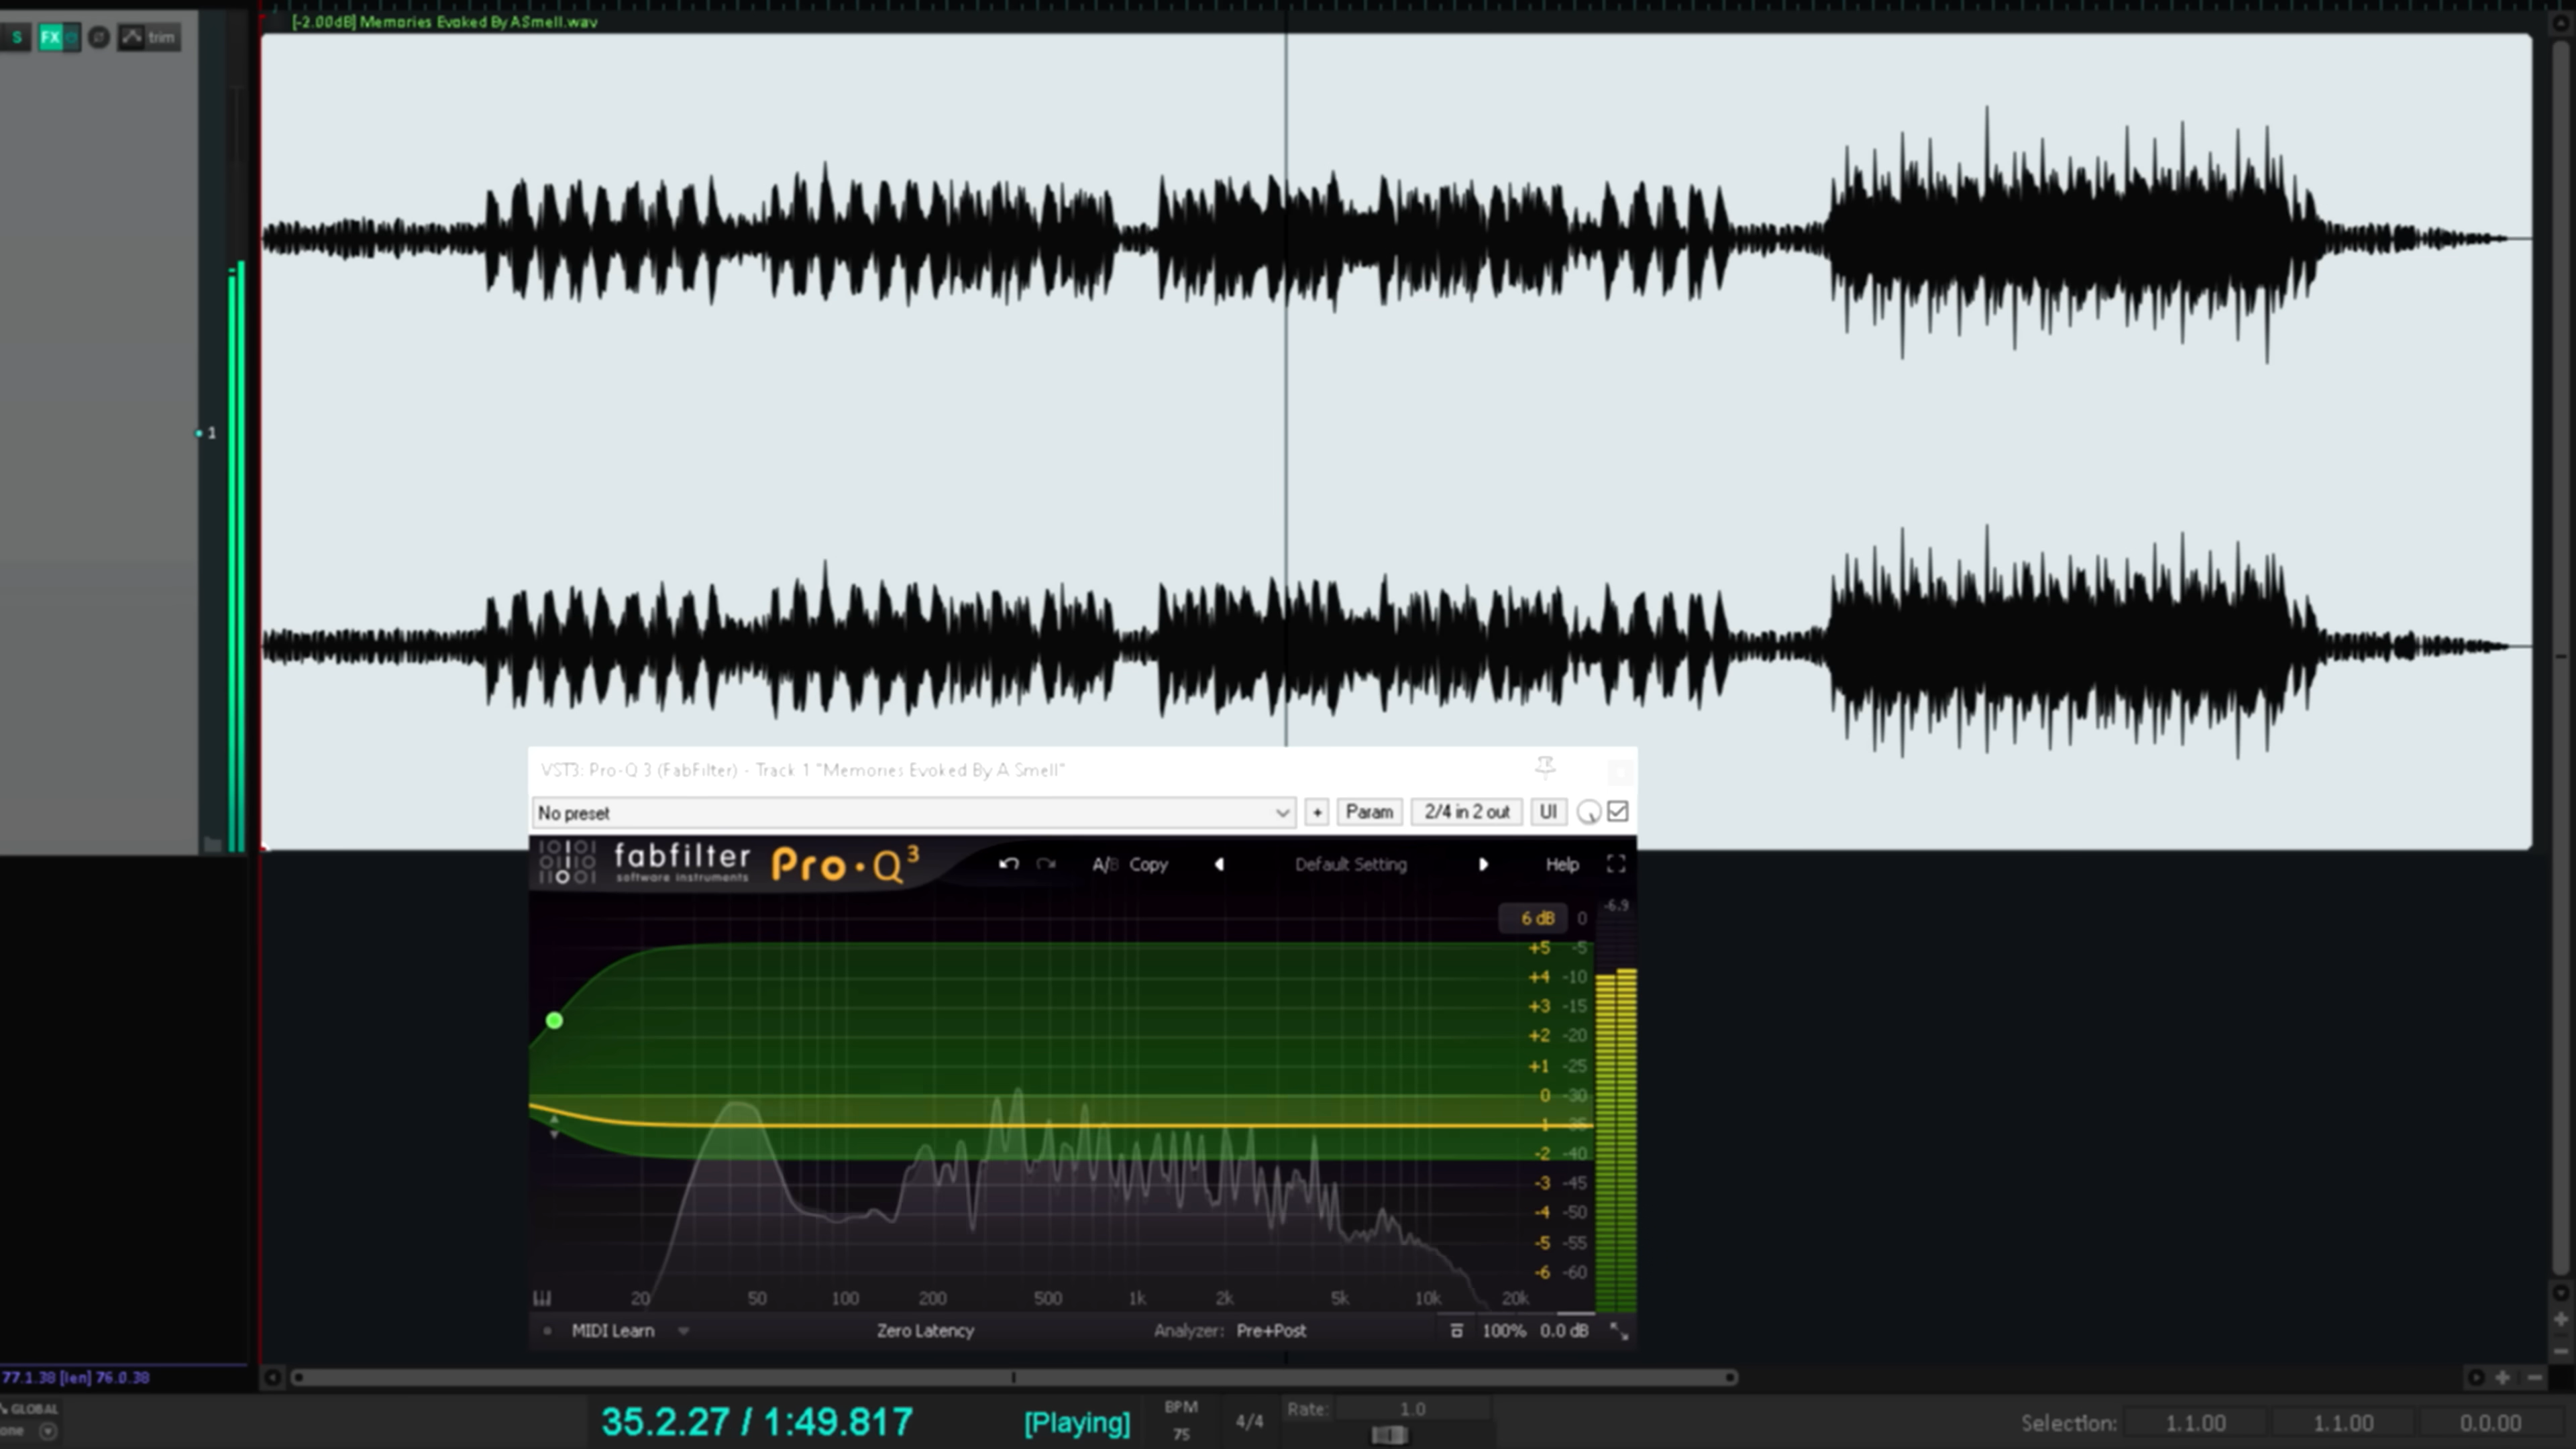 [-2.00dB] Memories Evoked By ASmell.wav
S FX trim
1
VST3: Pro-Q 3 (FabFilter) - Track 1 "Memories Evoked By A Smell"
No preset + Param 2/4 in 2 out UI
fabfilter Pro·Q3 A/B Copy Default Setting Help
software instruments
-6.9
6 dB 0
+5 -5
+4 -10
+3 -15
+2 -20
+1 -25
0 -30
-1 -35
-2 -40
-3 -45
-4 -50
-5 -55
-6 -60
20 50 100 200 500 1k 2k 5k 10k 20k
MIDI Learn Zero Latency Analyzer: Pre+Post 100% 0.0 dB
77.1.38 [len] 76.0.38
GLOBAL
one
35.2.27 / 1:49.817 [Playing]
BPM
75
4/4
Rate: 1.0
Selection: 1.1.00 1.1.00 0.0.00